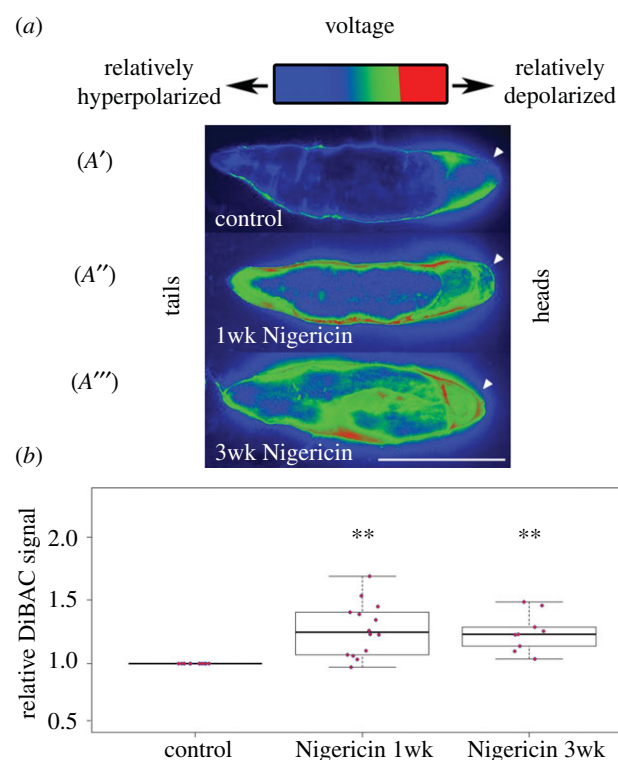 (a)
voltage
relatively hyperpolarized
relatively depolarized
(A′)
control
(A″)
1wk Nigericin
tails
heads
(A‴)
3wk Nigericin
(b)
relative DiBAC signal
2.0
1.5
1.0
0.5
**
**
control
Nigericin 1wk
Nigericin 3wk